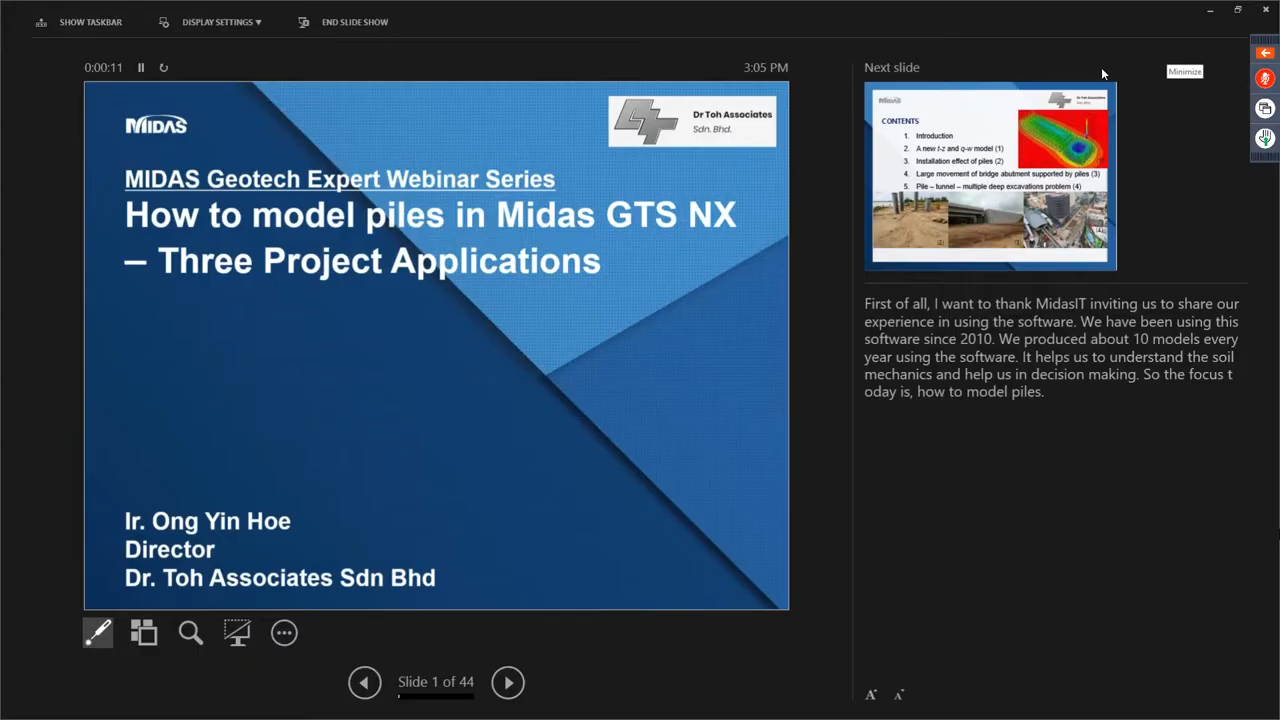 SHOW TASKBAR
DISPLAY SETTINGS ▼
END SLIDE SHOW
0:00:11
3:05 PM
MIDAS
Dr Toh Associates
Sdn. Bhd.
MIDAS Geotech Expert Webinar Series
How to model piles in Midas GTS NX
– Three Project Applications
Ir. Ong Yin Hoe
Director
Dr. Toh Associates Sdn Bhd
Slide 1 of 44
Next slide
Minimize
MIDAS
Dr Toh Associates
CONTENTS
1. Introduction
2. A new t-z and q-w model (1)
3. Installation effect of piles (2)
4. Large movement of bridge abutment supported by piles (3)
5. Pile – tunnel – multiple deep excavations problem (4)
First of all, I want to thank MidasIT inviting us to share our
experience in using the software. We have been using this
software since 2010. We produced about 10 models every
year using the software. It helps us to understand the soil
mechanics and help us in decision making. So the focus t
oday is, how to model piles.
A
A